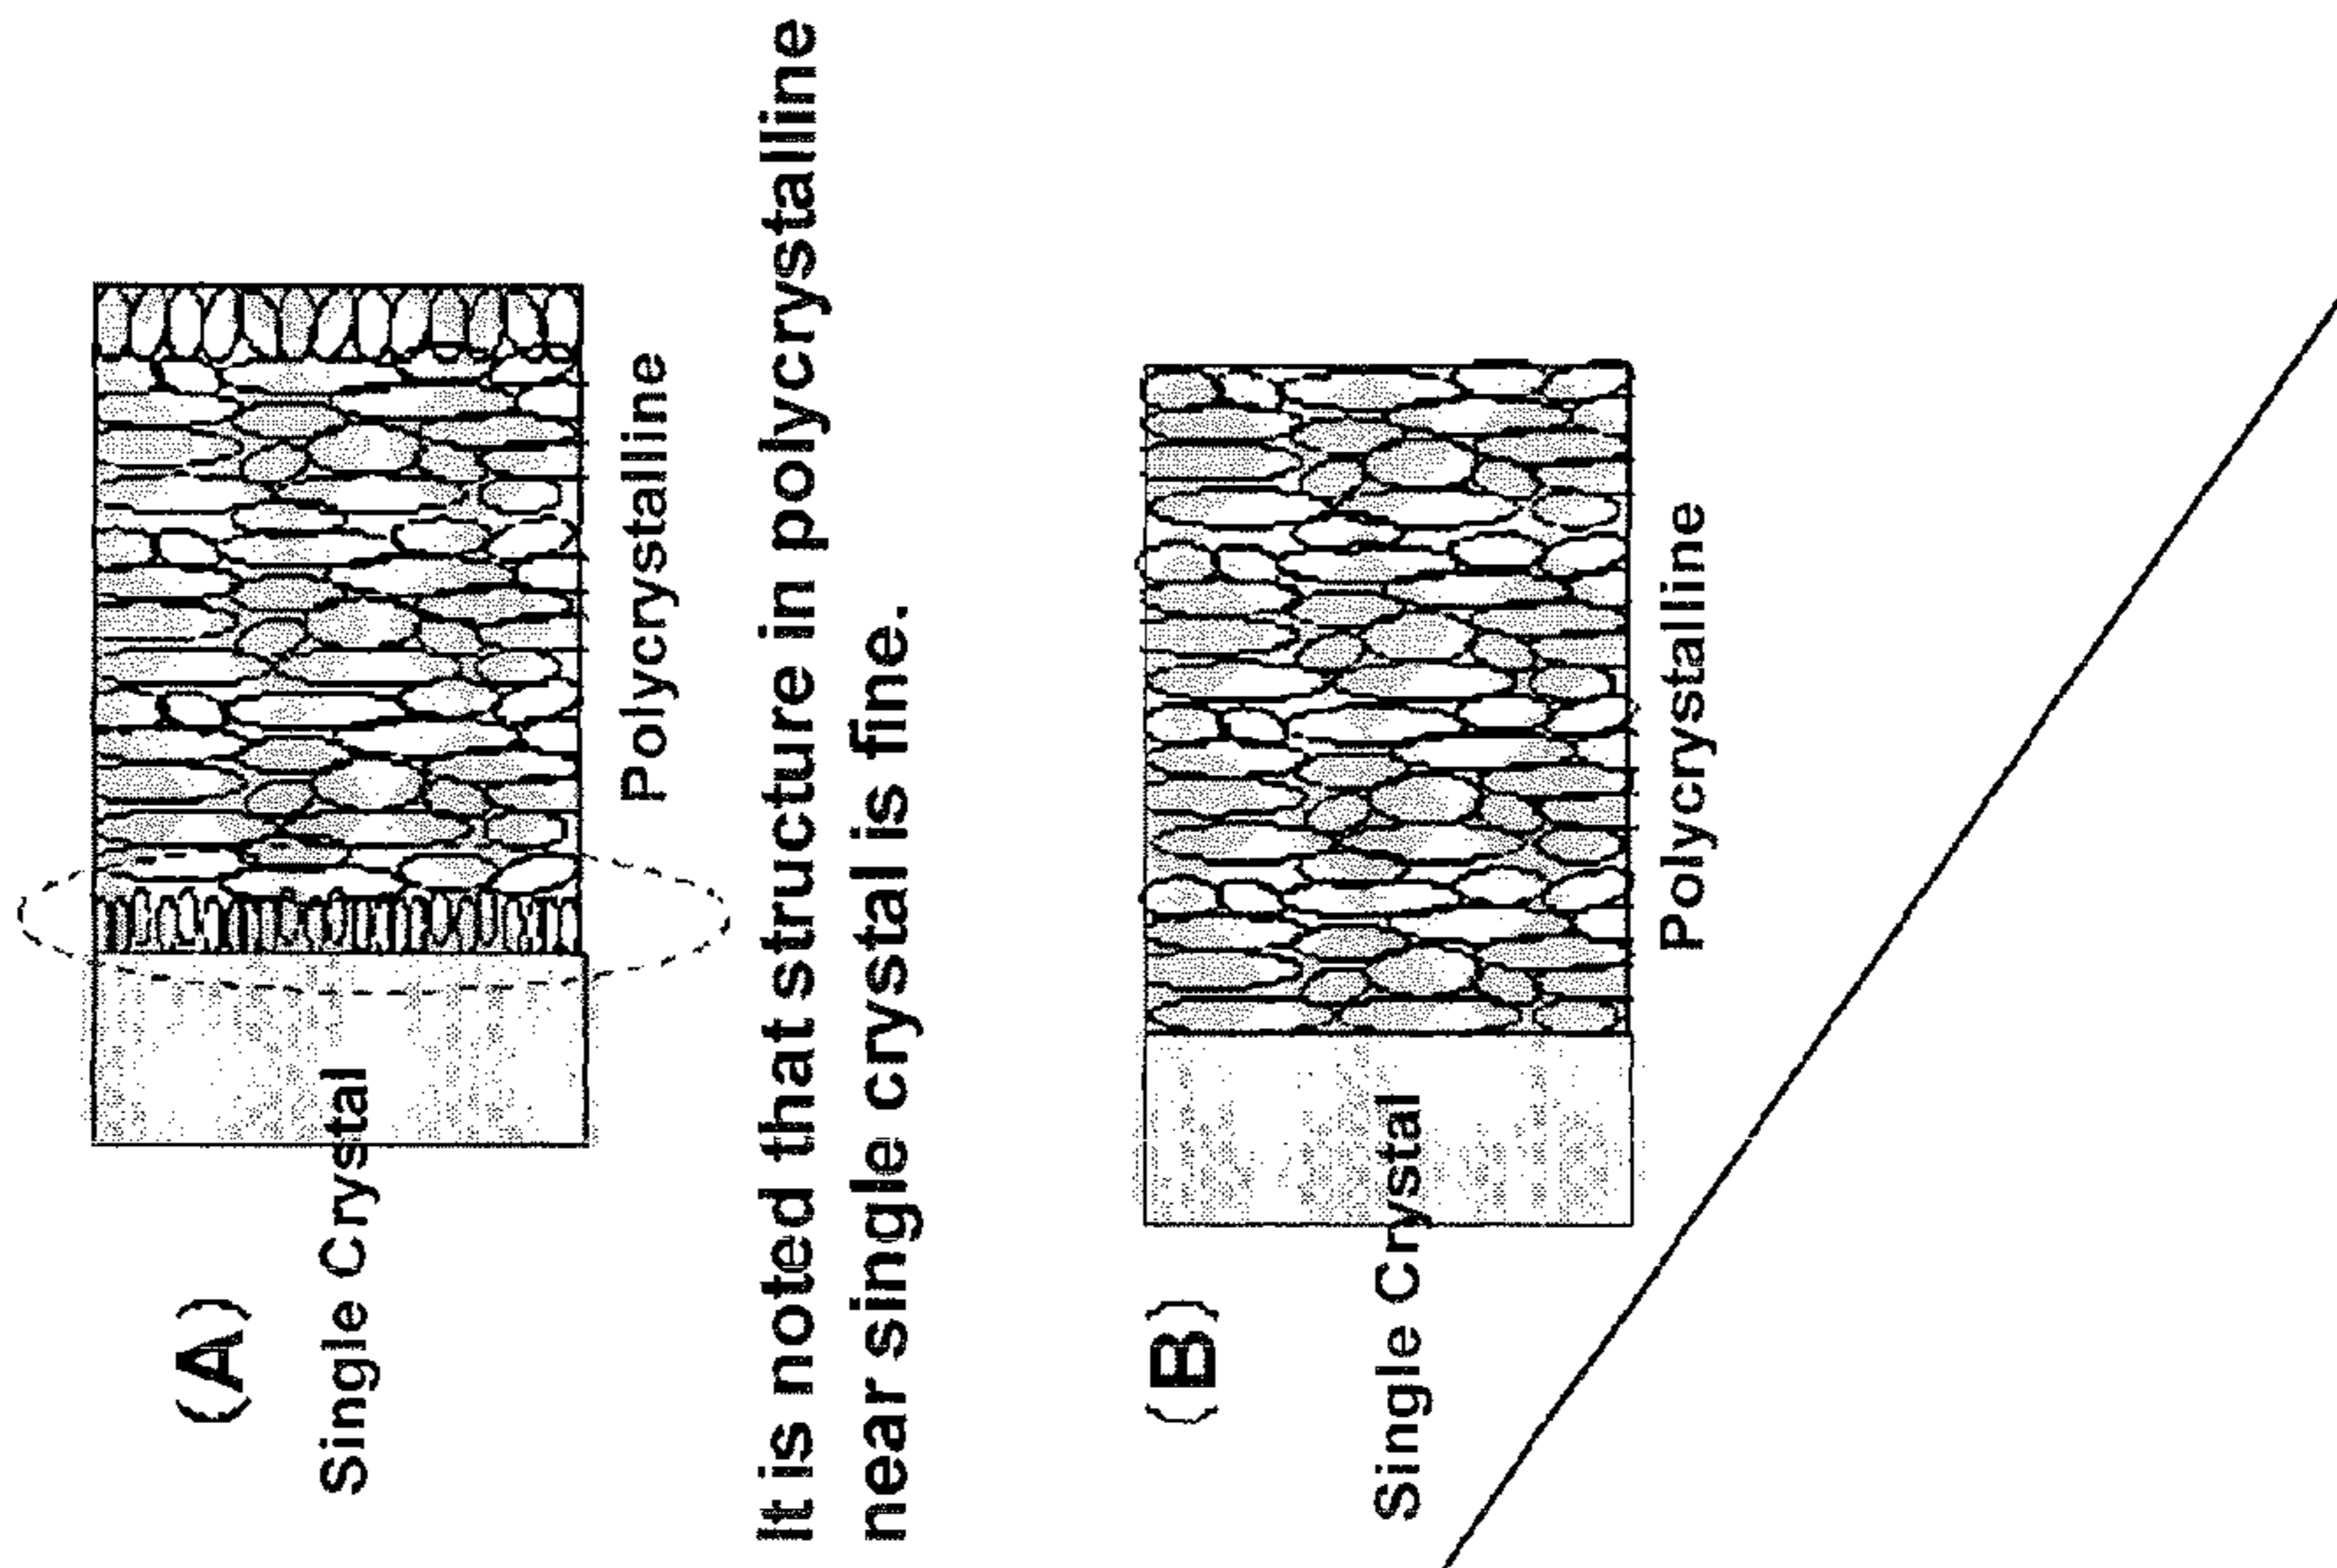 (A)
Single Crystal
Polycrystalline
It is noted that structure in polycrystalline
near single crystal is fine.
(B)
Single Crystal
Polycrystalline